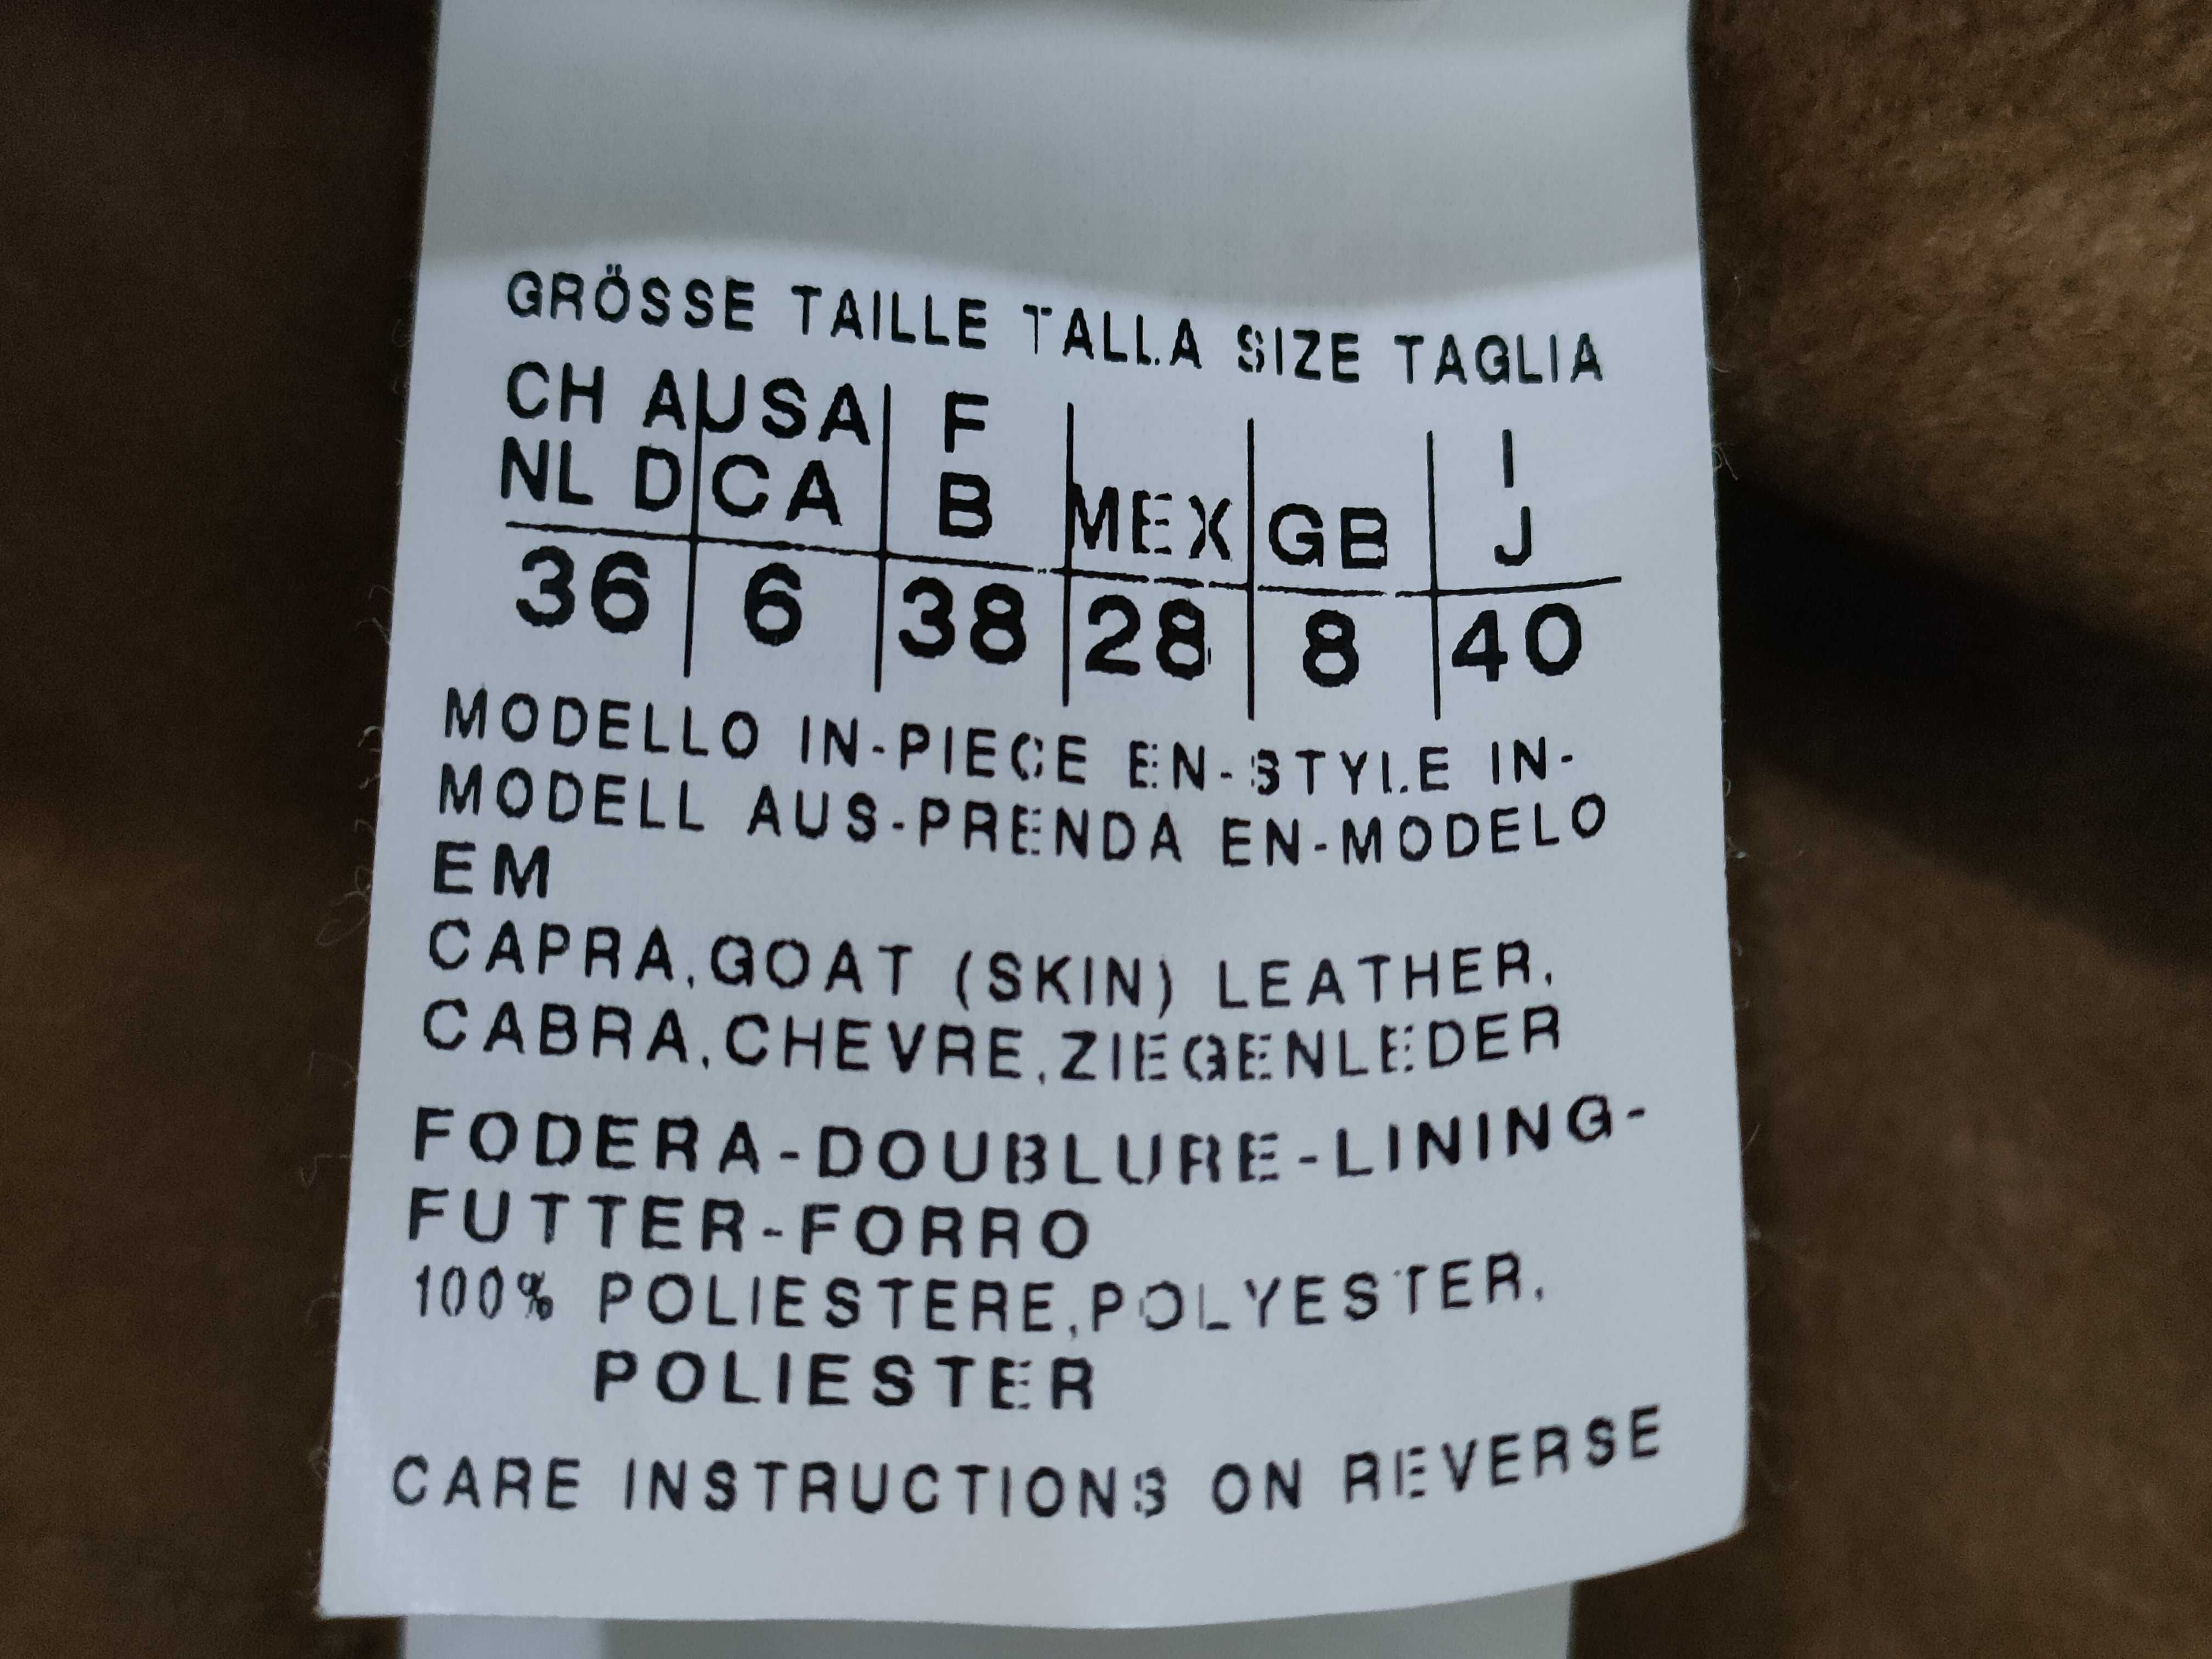 GRÖSSE TAILLE TALLA SIZE TAGLIA
CH A USA F I
NL D CA B MEX GB J
36 6 38 28 8 40
MODELLO IN-PIECE EN-STYLE IN-
MODELL AUS-PRENDA EN-MODELO
EM
CAPRA,GOAT (SKIN) LEATHER,
CABRA,CHEVRE,ZIEGENLEDER
FODERA-DOUBLURE-LINING-
FUTTER-FORRO
100% POLIESTERE,POLYESTER,
POLIESTER
CARE INSTRUCTIONS ON REVERSE